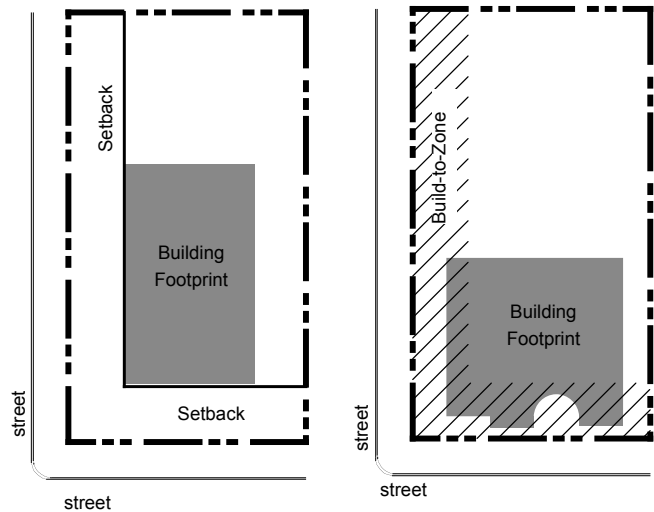 Setback
Building
Footprint
Setback
street
street
Build-to-Zone
Building
Footprint
street
street